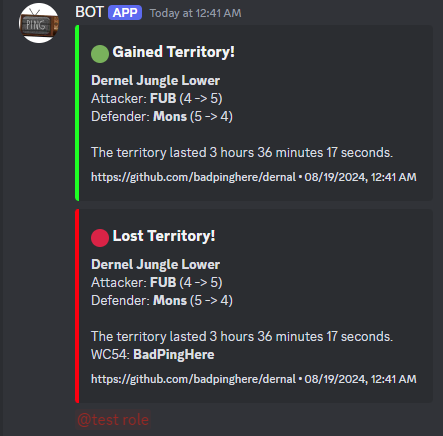 BOT APP Today at 12:41 AM
Gained Territory!
Dernel Jungle Lower
Attacker: FUB (4 -> 5)
Defender: Mons (5 -> 4)
The territory lasted 3 hours 36 minutes 17 seconds.
https://github.com/badpinghere/dernal • 08/19/2024, 12:41 AM
Lost Territory!
Dernel Jungle Lower
Attacker: FUB (4 -> 5)
Defender: Mons (5 -> 4)
The territory lasted 3 hours 36 minutes 17 seconds.
WC54: BadPingHere
https://github.com/badpinghere/dernal • 08/19/2024, 12:41 AM
@test role